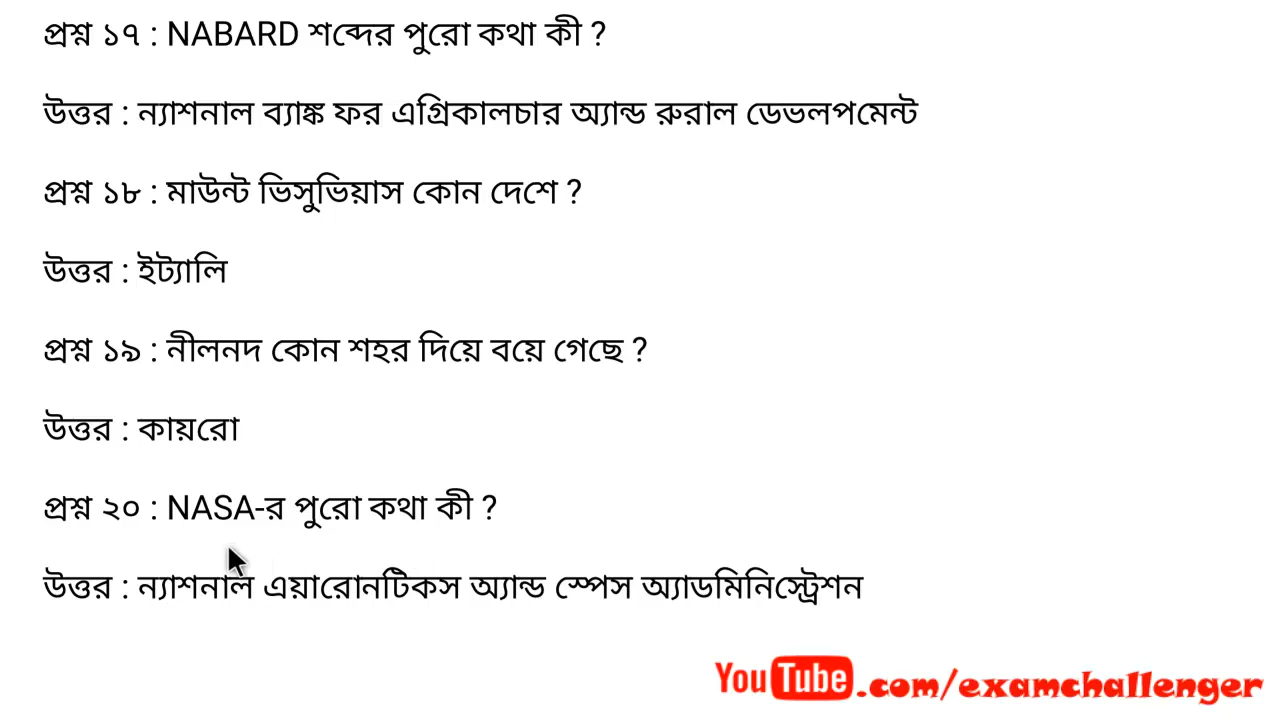 প্রশ্ন ১৭ : NABARD শব্দের পুরো কথা কী ?
উত্তর : ন্যাশনাল ব্যাঙ্ক ফর এগ্রিকালচার অ্যান্ড রুরাল ডেভলপমেন্ট
প্রশ্ন ১৮ : মাউন্ট ভিসুভিয়াস কোন দেশে ?
উত্তর : ইট্যালি
প্রশ্ন ১৯ : নীলনদ কোন শহর দিয়ে বয়ে গেছে ?
উত্তর : কায়রো
প্রশ্ন ২০ : NASA-র পুরো কথা কী ?
উত্তর : ন্যাশনাল এয়ারোনটিকস অ্যান্ড স্পেস অ্যাডমিনিস্ট্রেশন
YouTube.com/examchallenger